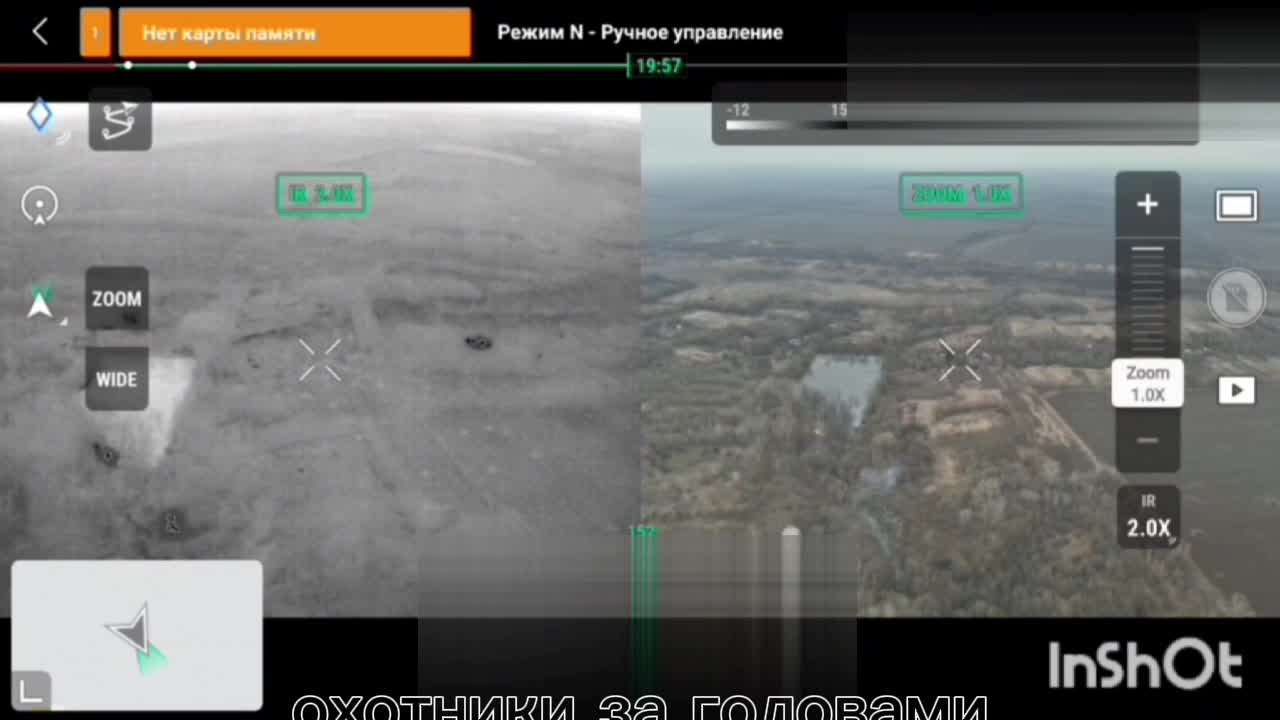 1 Нет карты памяти Режим N - Ручное управление
19:57
-12 15
IR 2.0X ZOOM 1.0X
N
ZOOM
WIDE
Zoom
1.0X
IR
2.0X
InShOt
охотники за головами